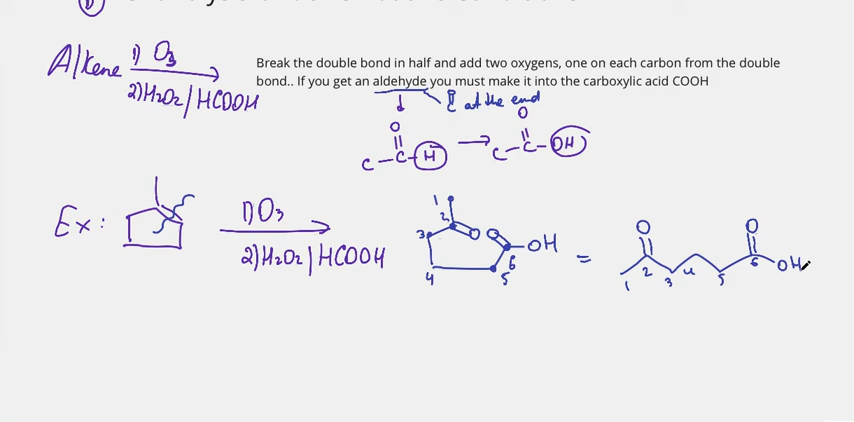 Alkene 1) O3
2) H2O2 / HCOOH
Break the double bond in half and add two oxygens, one on each carbon from the double
bond.. If you get an aldehyde you must make it into the carboxylic acid COOH
at the end
O O
C-C-H → C-C-OH
Ex: 1) O3
2) H2O2 / HCOOH
1 2 3 4 5 6 O O OH
=
O O 1 2 3 4 5 6 OH